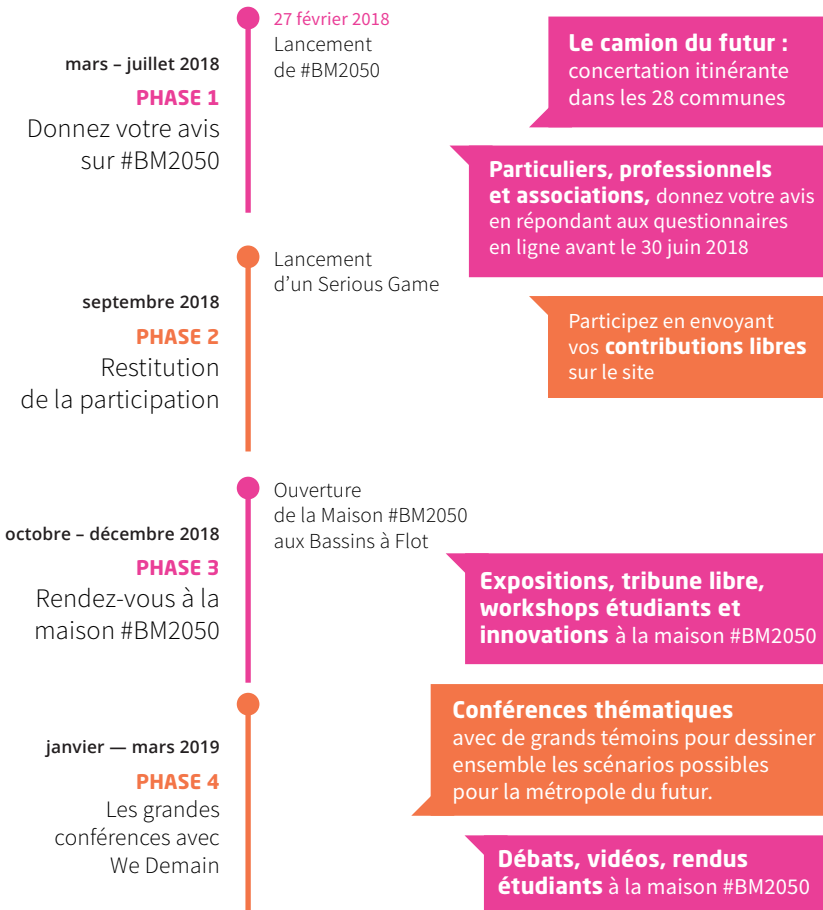 27 février 2018
Lancement
de #BM2050
mars – juillet 2018
PHASE 1
Donnez votre avis
sur #BM2050
Le camion du futur :
concertation itinérante
dans les 28 communes
Particuliers, professionnels
et associations, donnez votre avis
en répondant aux questionnaires
en ligne avant le 30 juin 2018
Lancement
d’un Serious Game
septembre 2018
PHASE 2
Restitution
de la participation
Participez en envoyant
vos contributions libres
sur le site
Ouverture
de la Maison #BM2050
aux Bassins à Flot
octobre – décembre 2018
PHASE 3
Rendez-vous à la
maison #BM2050
Expositions, tribune libre,
workshops étudiants et
innovations à la maison #BM2050
janvier — mars 2019
PHASE 4
Les grandes
conférences avec
We Demain
Conférences thématiques
avec de grands témoins pour dessiner
ensemble les scénarios possibles
pour la métropole du futur.
Débats, vidéos, rendus
étudiants à la maison #BM2050